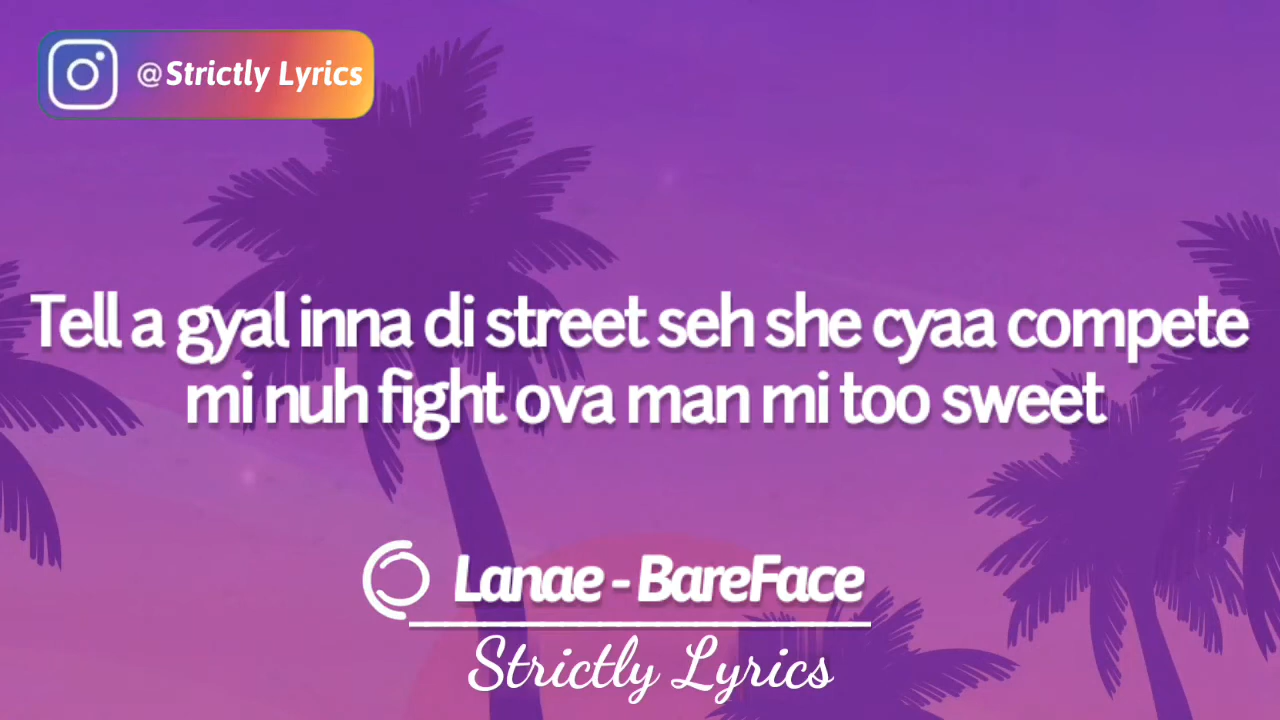 @Strictly Lyrics
Tell a gyal inna di street seh she cyaa compete
mi nuh fight ova man mi too sweet
Lanae - BareFace
Strictly Lyrics